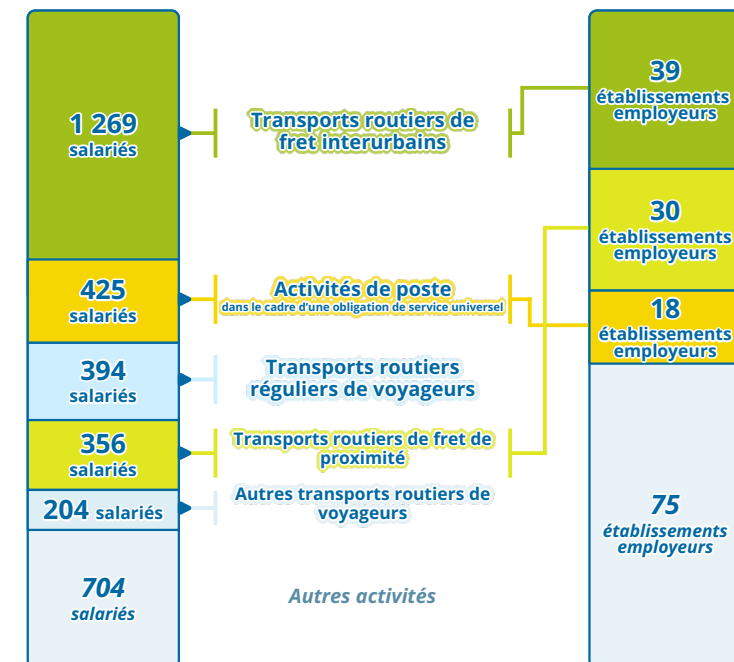 1 269
salariés
Transports routiers de
fret interurbains
39
établissements
employeurs
30
établissements
employeurs
425
salariés
Activités de poste
dans le cadre d'une obligation de service universel
18
établissements
employeurs
394
salariés
Transports routiers
réguliers de voyageurs
356
salariés
Transports routiers de fret de
proximité
204 salariés
Autres transports routiers de
voyageurs
75
établissements
employeurs
704
salariés
Autres activités